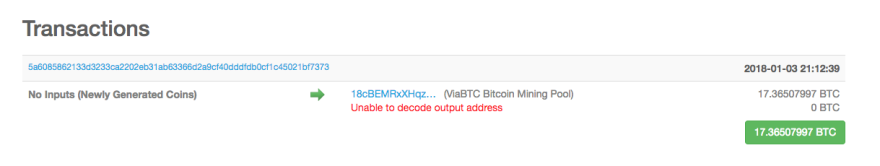 Transactions
5a6085862133d3233ca2202eb31ab63366d2a9cf40dddfdb0cf1c45021bf7373 2018-01-03 21:12:39
No Inputs (Newly Generated Coins) 18cBEMRxXHqz... (ViaBTC Bitcoin Mining Pool) 17.36507997 BTC
Unable to decode output address 0 BTC
17.36507997 BTC